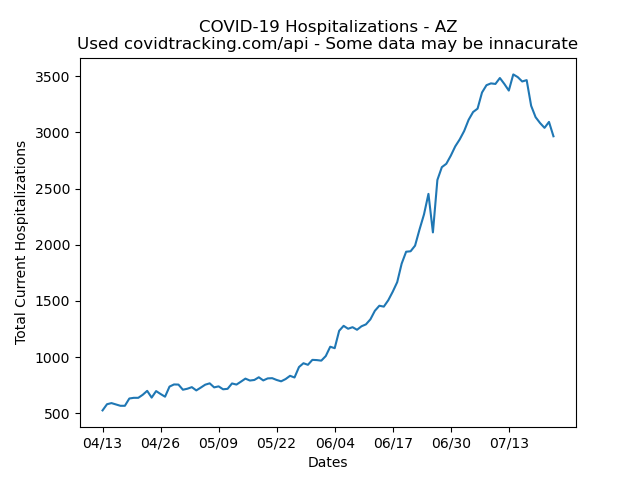 COVID-19 Hospitalizations - AZ
Used covidtracking.com/api - Some data may be innacurate
Total Current Hospitalizations
3500
3000
2500
2000
1500
1000
500
04/13 04/26 05/09 05/22 06/04 06/17 06/30 07/13
Dates